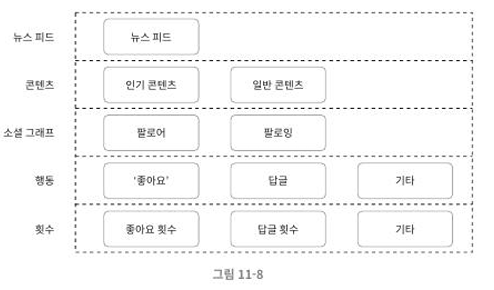 뉴스 피드 뉴스 피드
콘텐츠 인기 콘텐츠 일반 콘텐츠
소셜 그래프 팔로어 팔로잉
행동 '좋아요' 답글 기타
횟수 좋아요 횟수 답글 횟수 기타
그림 11-8